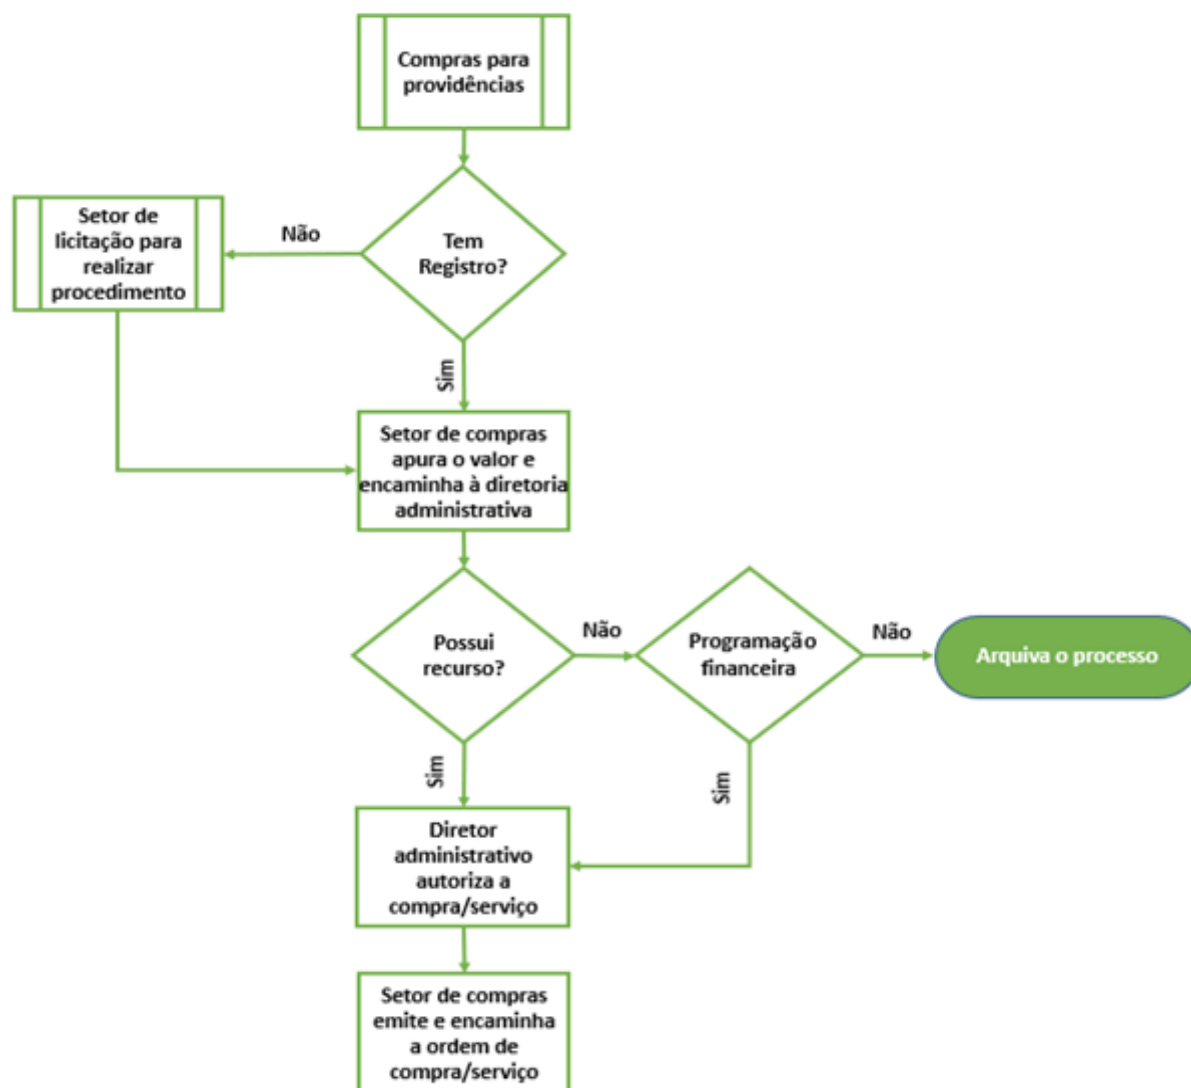 Compras para
providências
Tem
Registro?
Não
Setor de
licitação para
realizar
procedimento
Sim
Setor de compras
apura o valor e
encaminha à diretoria
administrativa
Possui
recurso?
Não
Programação
financeira
Não
Arquiva o processo
Sim
Sim
Diretor
administrativo
autoriza a
compra/serviço
Setor de compras
emite e encaminha
a ordem de
compra/serviço